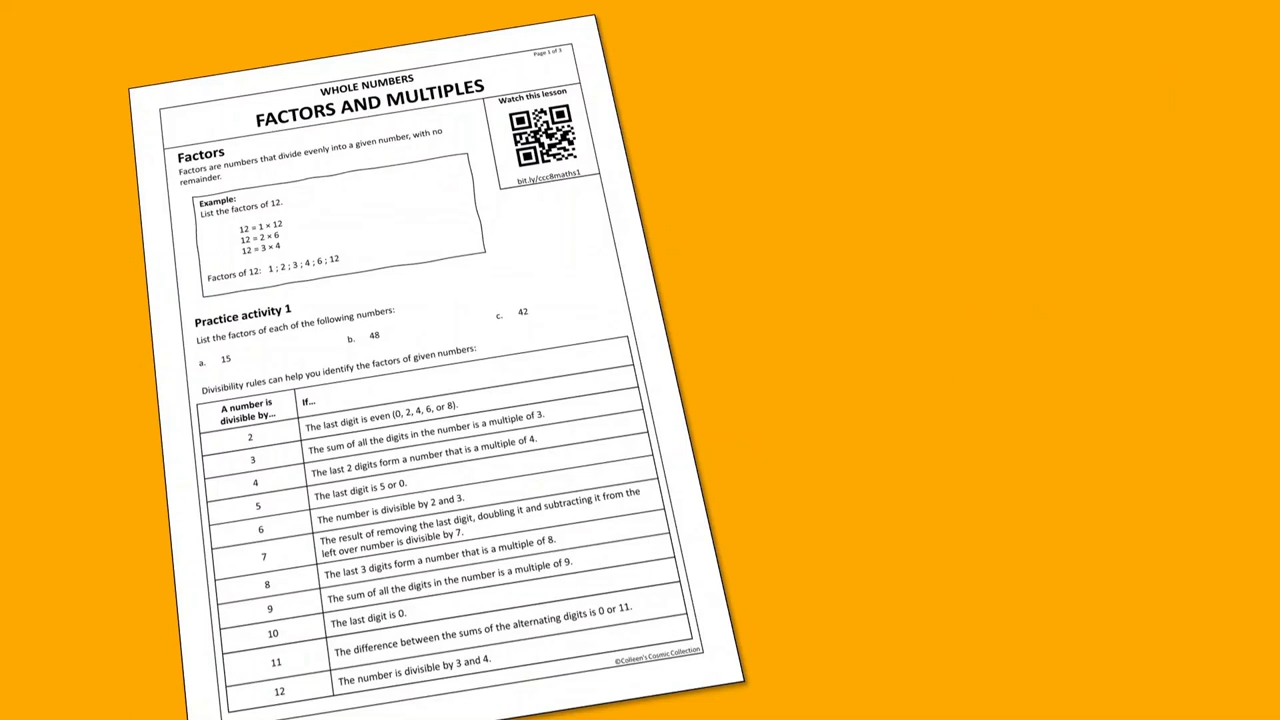 Page 1 of 3
WHOLE NUMBERS
FACTORS AND MULTIPLES
Watch this lesson
bit.ly/ccc8maths1
Factors
Factors are numbers that divide evenly into a given number, with no
remainder.
Example:
List the factors of 12.
12 = 1 × 12
12 = 2 × 6
12 = 3 × 4
Factors of 12: 1 ; 2 ; 3 ; 4 ; 6 ; 12
Practice activity 1
List the factors of each of the following numbers:
a. 15 b. 48 c. 42
Divisibility rules can help you identify the factors of given numbers:
A number is
divisible by... If...
2 The last digit is even (0, 2, 4, 6, or 8).
3 The sum of all the digits in the number is a multiple of 3.
4 The last 2 digits form a number that is a multiple of 4.
5 The last digit is 5 or 0.
6 The number is divisible by 2 and 3.
7 The result of removing the last digit, doubling it and subtracting it from the
left over number is divisible by 7.
8 The last 3 digits form a number that is a multiple of 8.
9 The sum of all the digits in the number is a multiple of 9.
10 The last digit is 0.
11 The difference between the sums of the alternating digits is 0 or 11.
12 The number is divisible by 3 and 4.
©Colleen's Cosmic Collection